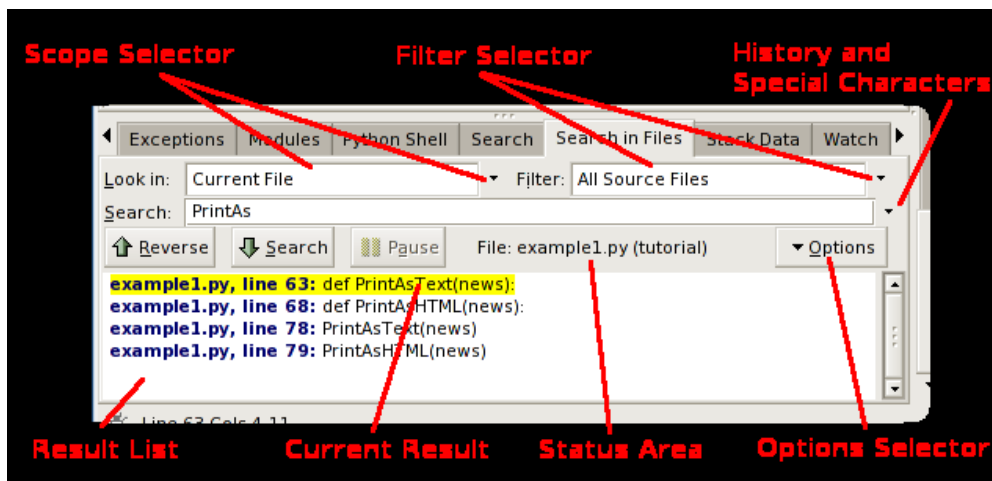 Scope Selector
Filter Selector
History and
Special Characters
Exceptions Modules Python Shell Search Search in Files Stack Data Watch
Look in: Current File Filter: All Source Files
Search: PrintAs
Reverse Search Pause File: example1.py (tutorial) Options
example1.py, line 63: def PrintAsText(news):
example1.py, line 68: def PrintAsHTML(news):
example1.py, line 78: PrintAsText(news)
example1.py, line 79: PrintAsHTML(news)
Line 63 Cols 4-11
Result List
Current Result
Status Area
Options Selector